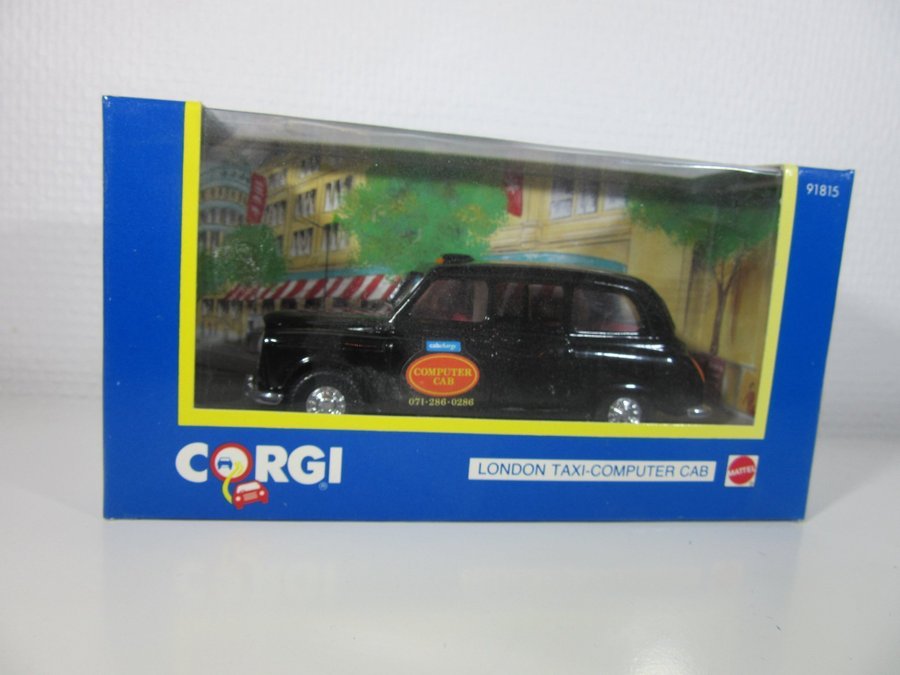 91815
COMPUTER
CAB
071-286-0286
CORGI
®
LONDON TAXI-COMPUTER CAB
MATTEL